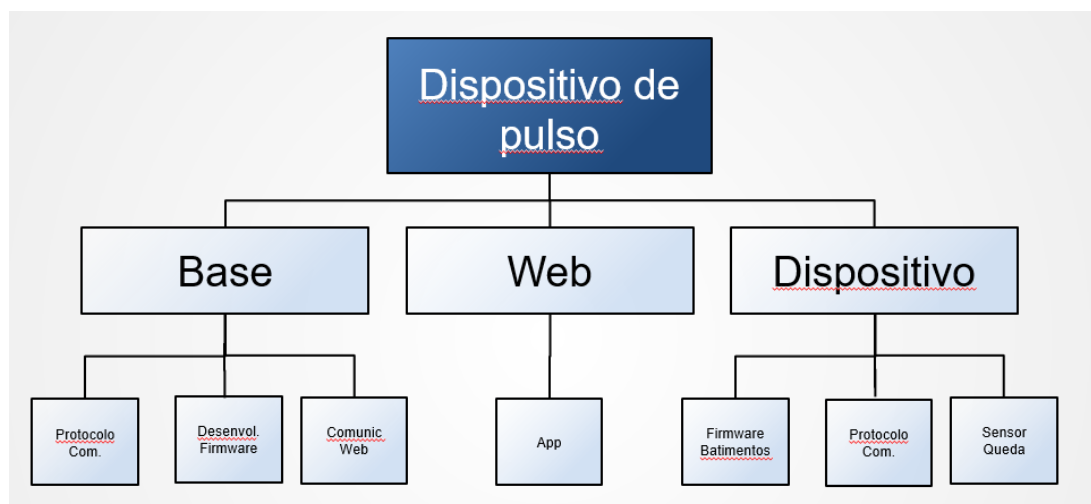 Dispositivo de
pulso
Base
Web
Dispositivo
Protocolo
Com.
Desenvol.
Firmware
Comunic
Web
App
Firmware
Batimentos
Protocolo
Com.
Sensor
Queda